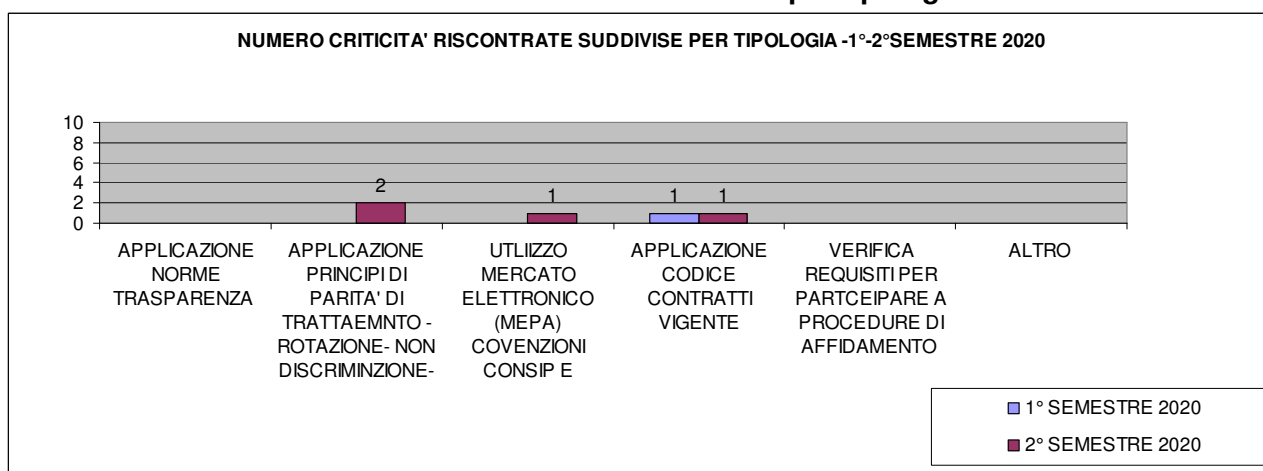 NUMERO CRITICITA' RISCONTRATE SUDDIVISE PER TIPOLOGIA -1°-2°SEMESTRE 2020
10
8
6
4
2
0
2
1
1
1
APPLICAZIONE
NORME
TRASPARENZA
APPLICAZIONE
PRINCIPI DI
PARITA' DI
TRATTAEMNTO -
ROTAZIONE- NON
DISCRIMINZIONE-
UTLIIZZO
MERCATO
ELETTRONICO
(MEPA)
COVENZIONI
CONSIP E
APPLICAZIONE
CODICE
CONTRATTI
VIGENTE
VERIFICA
REQUISITI PER
PARTCEIPARE A
PROCEDURE DI
AFFIDAMENTO
ALTRO
1° SEMESTRE 2020
2° SEMESTRE 2020